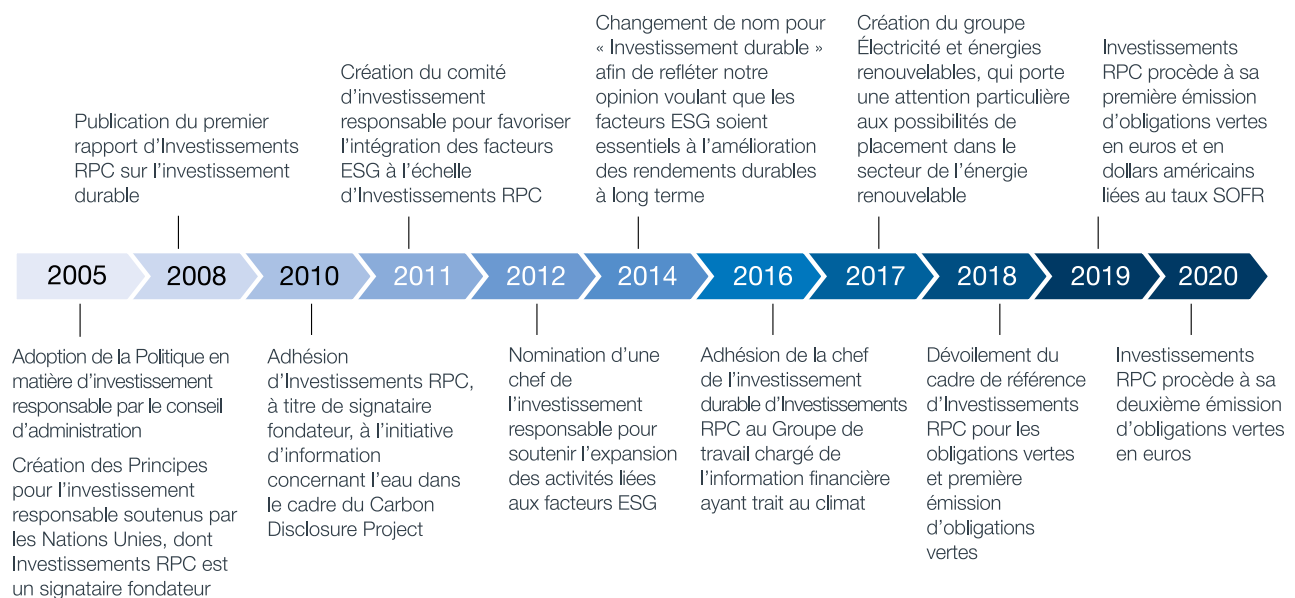 Publication du premier
rapport d'Investissements
RPC sur l'investissement
durable
Création du comité
d'investissement
responsable pour favoriser
l'intégration des facteurs
ESG à l'échelle
d'Investissements RPC
Changement de nom pour
« Investissement durable »
afin de refléter notre
opinion voulant que les
facteurs ESG soient
essentiels à l'amélioration
des rendements durables
à long terme
Création du groupe
Électricité et énergies
renouvelables, qui porte
une attention particulière
aux possibilités de
placement dans le
secteur de l'énergie
renouvelable
Investissements
RPC procède à sa
première émission
d'obligations vertes
en euros et en
dollars américains
liées au taux SOFR
2005 2008 2010 2011 2012 2014 2016 2017 2018 2019 2020
Adoption de la Politique en
matière d'investissement
responsable par le conseil
d'administration
Création des Principes
pour l'investissement
responsable soutenus par
les Nations Unies, dont
Investissements RPC est
un signataire fondateur
Adhésion
d'Investissements RPC,
à titre de signataire
fondateur, à l'initiative
d'information
concernant l'eau dans
le cadre du Carbon
Disclosure Project
Nomination d'une
chef de
l'investissement
responsable pour
soutenir l'expansion
des activités liées
aux facteurs ESG
Adhésion de la chef
de l'investissement
durable d'Investissements
RPC au Groupe de
travail chargé de
l'information financière
ayant trait au climat
Dévoilement du
cadre de référence
d'Investissements
RPC pour les
obligations vertes
et première
émission
d'obligations
vertes
Investissements
RPC procède à sa
deuxième émission
d'obligations vertes
en euros